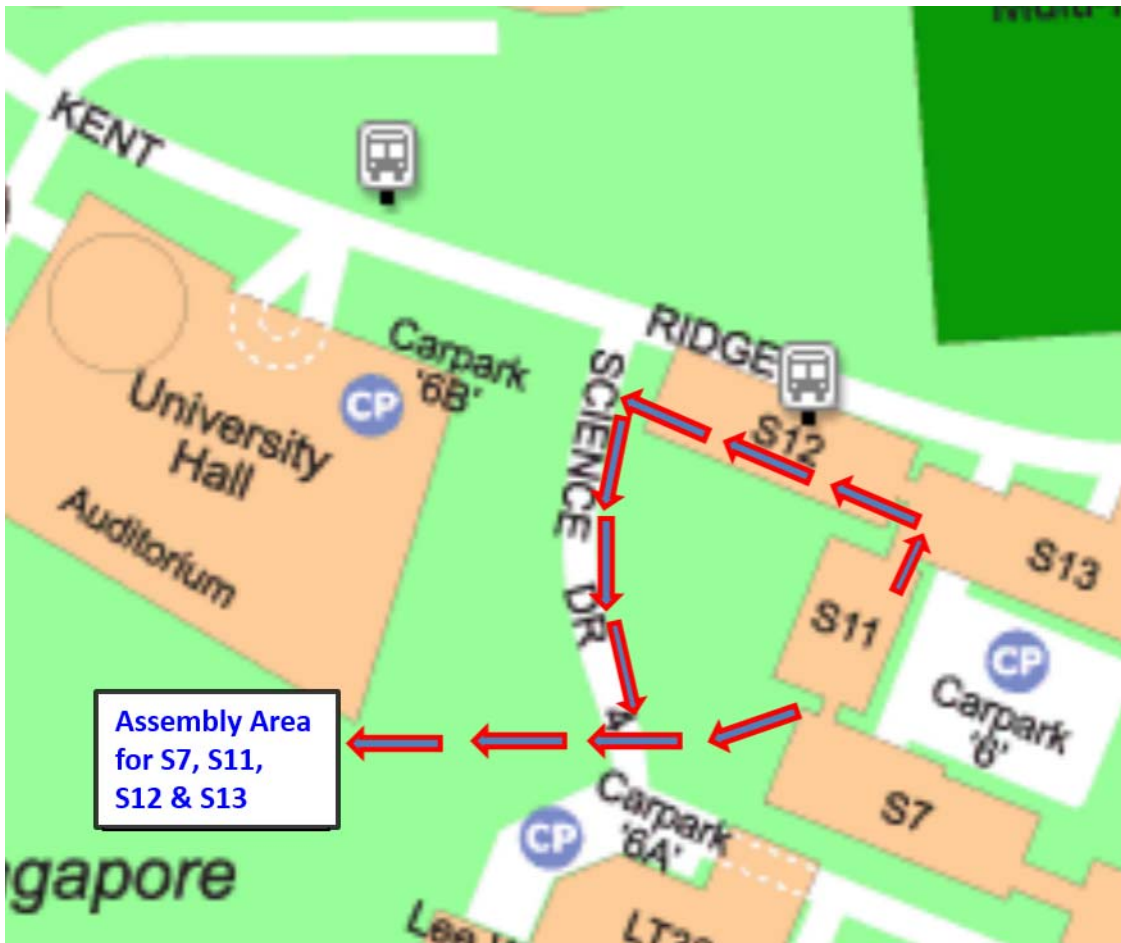 KENT
RIDGE
SCIENCE DR 4
Carpark
'6B'
CP
University
Hall
Auditorium
S12
S13
S11
CP
Carpark
'6'
S7
Assembly Area
for S7, S11,
S12 & S13
Carpark
'6A'
CP
gapore
Lee